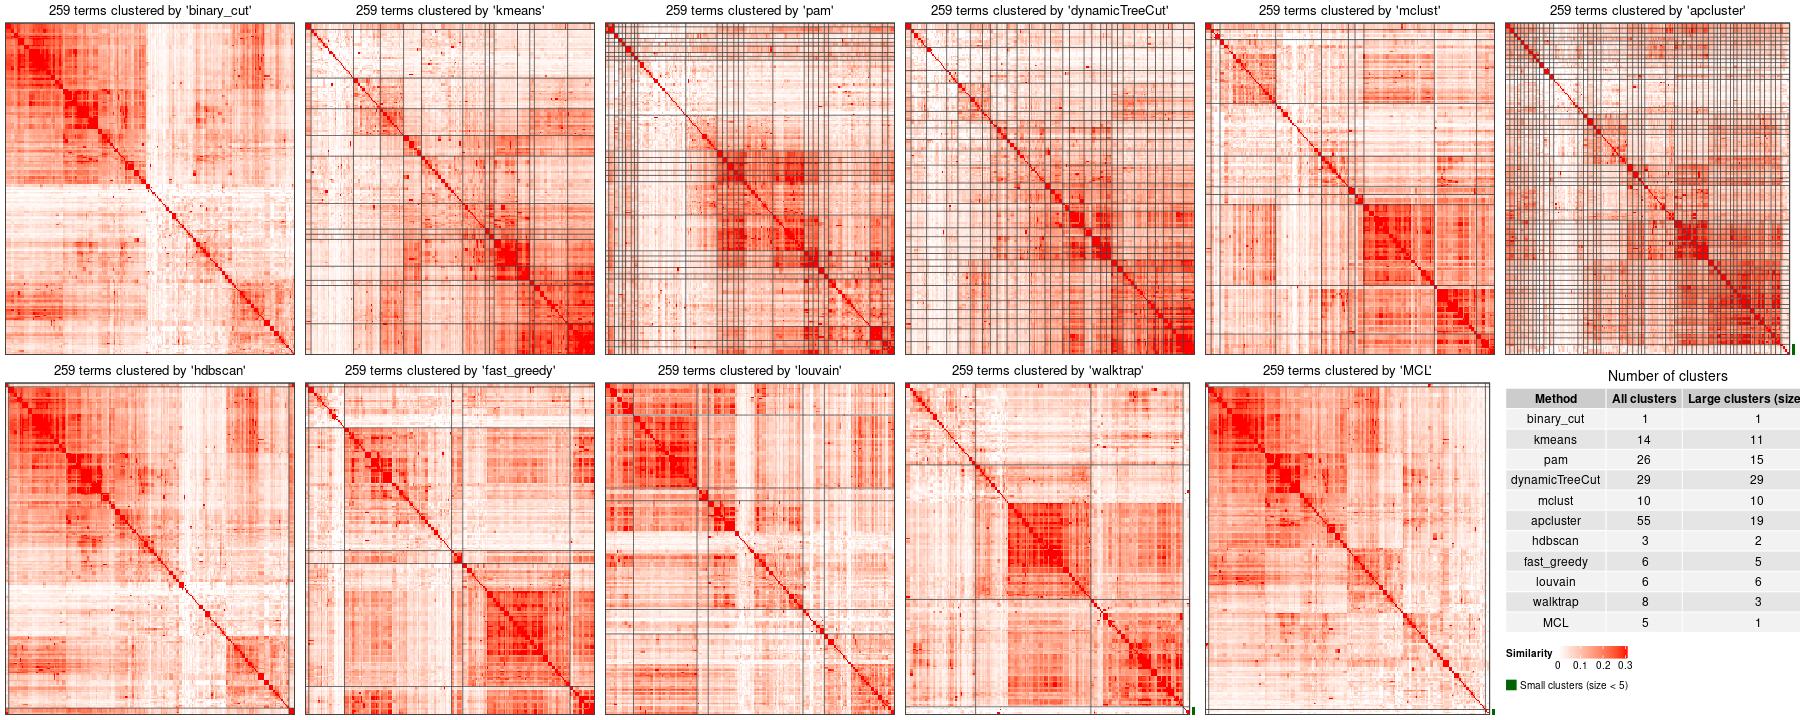 259 terms clustered by 'binary_cut'
259 terms clustered by 'kmeans'
259 terms clustered by 'pam'
259 terms clustered by 'dynamicTreeCut'
259 terms clustered by 'mclust'
259 terms clustered by 'apcluster'
259 terms clustered by 'hdbscan'
259 terms clustered by 'fast_greedy'
259 terms clustered by 'louvain'
259 terms clustered by 'walktrap'
259 terms clustered by 'MCL'
Number of clusters
Method All clusters Large clusters (size
binary_cut 1 1
kmeans 14 11
pam 26 15
dynamicTreeCut 29 29
mclust 10 10
apcluster 55 19
hdbscan 3 2
fast_greedy 6 5
louvain 6 6
walktrap 8 3
MCL 5 1
Similarity
0 0.1 0.2 0.3
Small clusters (size < 5)